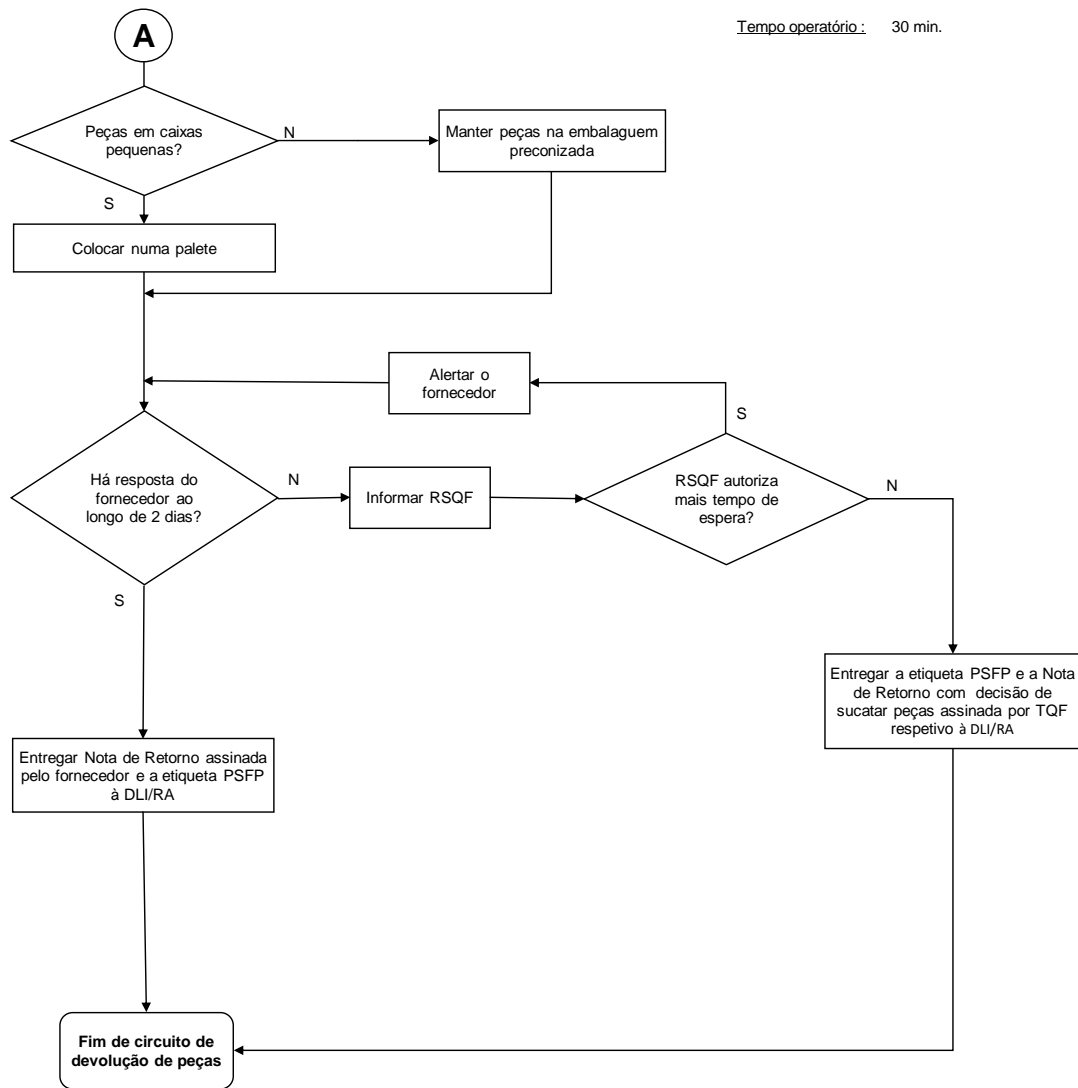 A
Tempo operatório :   30 min.
Peças em caixas
pequenas?
N
Manter peças na embalaguem
preconizada
S
Colocar numa palete
Alertar o
fornecedor
S
Há resposta do
fornecedor ao
longo de 2 dias?
N
Informar RSQF
RSQF autoriza
mais tempo de
espera?
N
S
Entregar a etiqueta PSFP e a Nota
de Retorno com decisão de
sucatar peças assinada por TQF
respetivo à DLI/RA
Entregar Nota de Retorno assinada
pelo fornecedor e a etiqueta PSFP
à DLI/RA
Fim de circuito de
devolução de peças